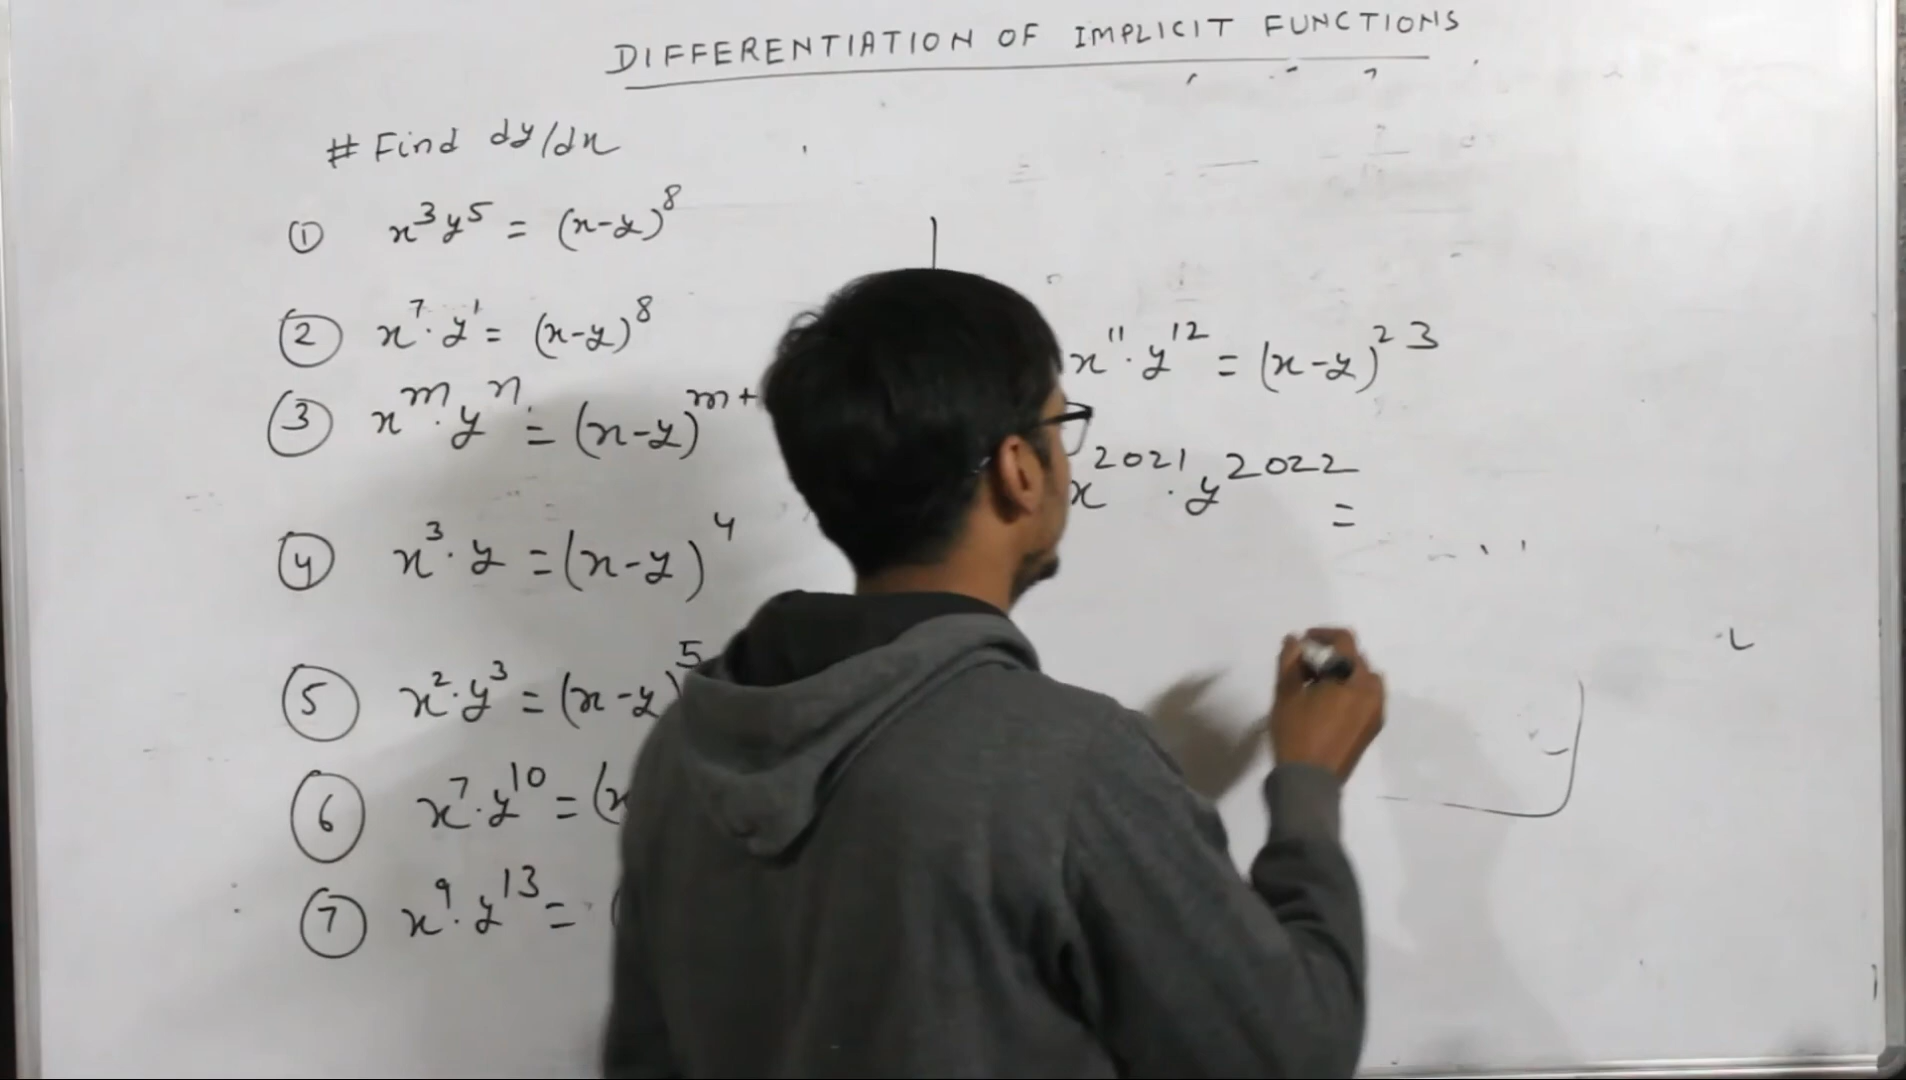 DIFFERENTIATION OF IMPLICIT FUNCTIONS
# Find dy/dx
① x³y⁵ = (x-y)⁸
② x⁷·y¹ = (x-y)⁸
③ xᵐ·yⁿ = (x-y)ᵐ⁺
④ x³·y = (x-y)⁴
⑤ x²·y³ = (x-y)⁵
⑥ x⁷·y¹⁰ = (x
⑦ x⁹·y¹³ = (
x¹¹·y¹² = (x-y)²³
x²⁰²¹·y²⁰²² =